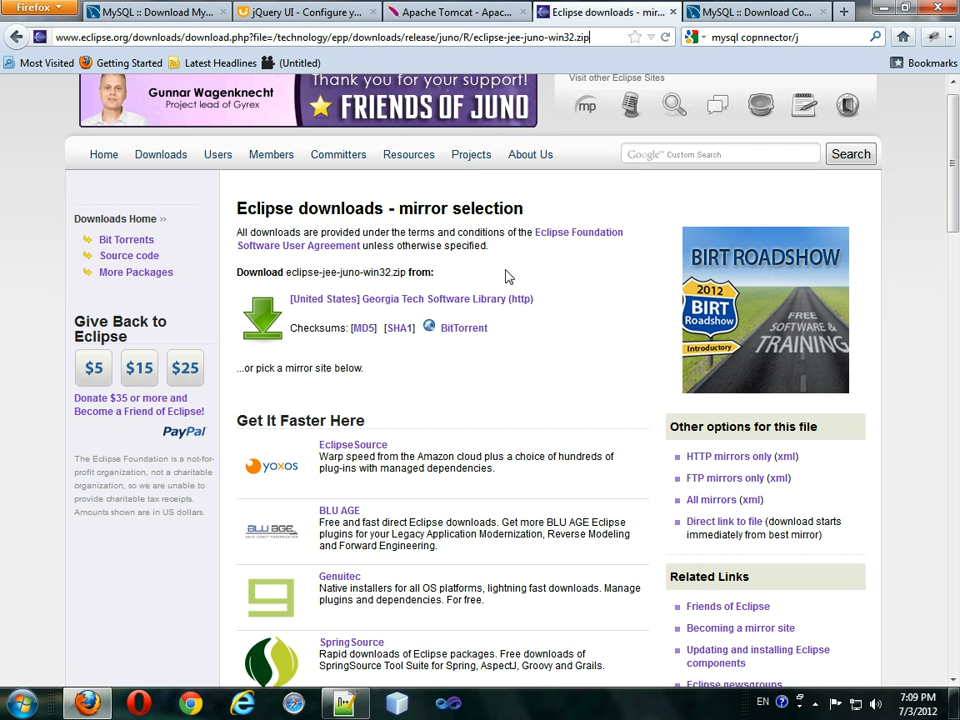 Firefox
MySQL :: Download My...
jQuery UI - Configure y...
Apache Tomcat - Apac...
Eclipse downloads - mir...
MySQL :: Download Co...
www.eclipse.org/downloads/download.php?file=/technology/epp/downloads/release/juno/R/eclipse-jee-juno-win32.zip
mysql copnnector/j
Most Visited
Getting Started
Latest Headlines
(Untitled)
Bookmarks
Gunnar Wagenknecht
Project lead of Gyrex
Thank you for your support!
FRIENDS OF JUNO
Visit other Eclipse Sites
mp
Home
Downloads
Users
Members
Committers
Resources
Projects
About Us
Google™ Custom Search
Search
Downloads Home
Bit Torrents
Source code
More Packages
Give Back to
Eclipse
$5
$15
$25
Donate $35 or more and
Become a Friend of Eclipse!
PayPal
The Eclipse Foundation is a not-for-
profit organization, not a charitable
organization, so we are unable to
provide charitable tax receipts.
Amounts shown are in US dollars.
Eclipse downloads - mirror selection
All downloads are provided under the terms and conditions of the Eclipse Foundation
Software User Agreement unless otherwise specified.
Download eclipse-jee-juno-win32.zip from:
[United States] Georgia Tech Software Library (http)
Checksums: [MD5] [SHA1] BitTorrent
...or pick a mirror site below.
Get It Faster Here
yoxos
EclipseSource
Warp speed from the Amazon cloud plus a choice of hundreds of
plug-ins with managed dependencies.
BLU AGE
BLU AGE
Free and fast direct Eclipse downloads. Get more BLU AGE Eclipse
plugins for your Legacy Application Modernization, Reverse Modeling
and Forward Engineering.
Genuitec
Native installers for all OS platforms, lightning fast downloads. Manage
plugins and dependencies. For free.
SpringSource
Rapid downloads of Eclipse packages. Free downloads of
SpringSource Tool Suite for Spring, AspectJ, Groovy and Grails.
BIRT ROADSHOW
2012
BIRT
Roadshow
Introductory
FREE
SOFTWARE &
TRAINING
Other options for this file
HTTP mirrors only (xml)
FTP mirrors only (xml)
All mirrors (xml)
Direct link to file (download starts
immediately from best mirror)
Related Links
Friends of Eclipse
Becoming a mirror site
Updating and installing Eclipse
components
Eclipse newsgroups
EN
7:09 PM
7/3/2012